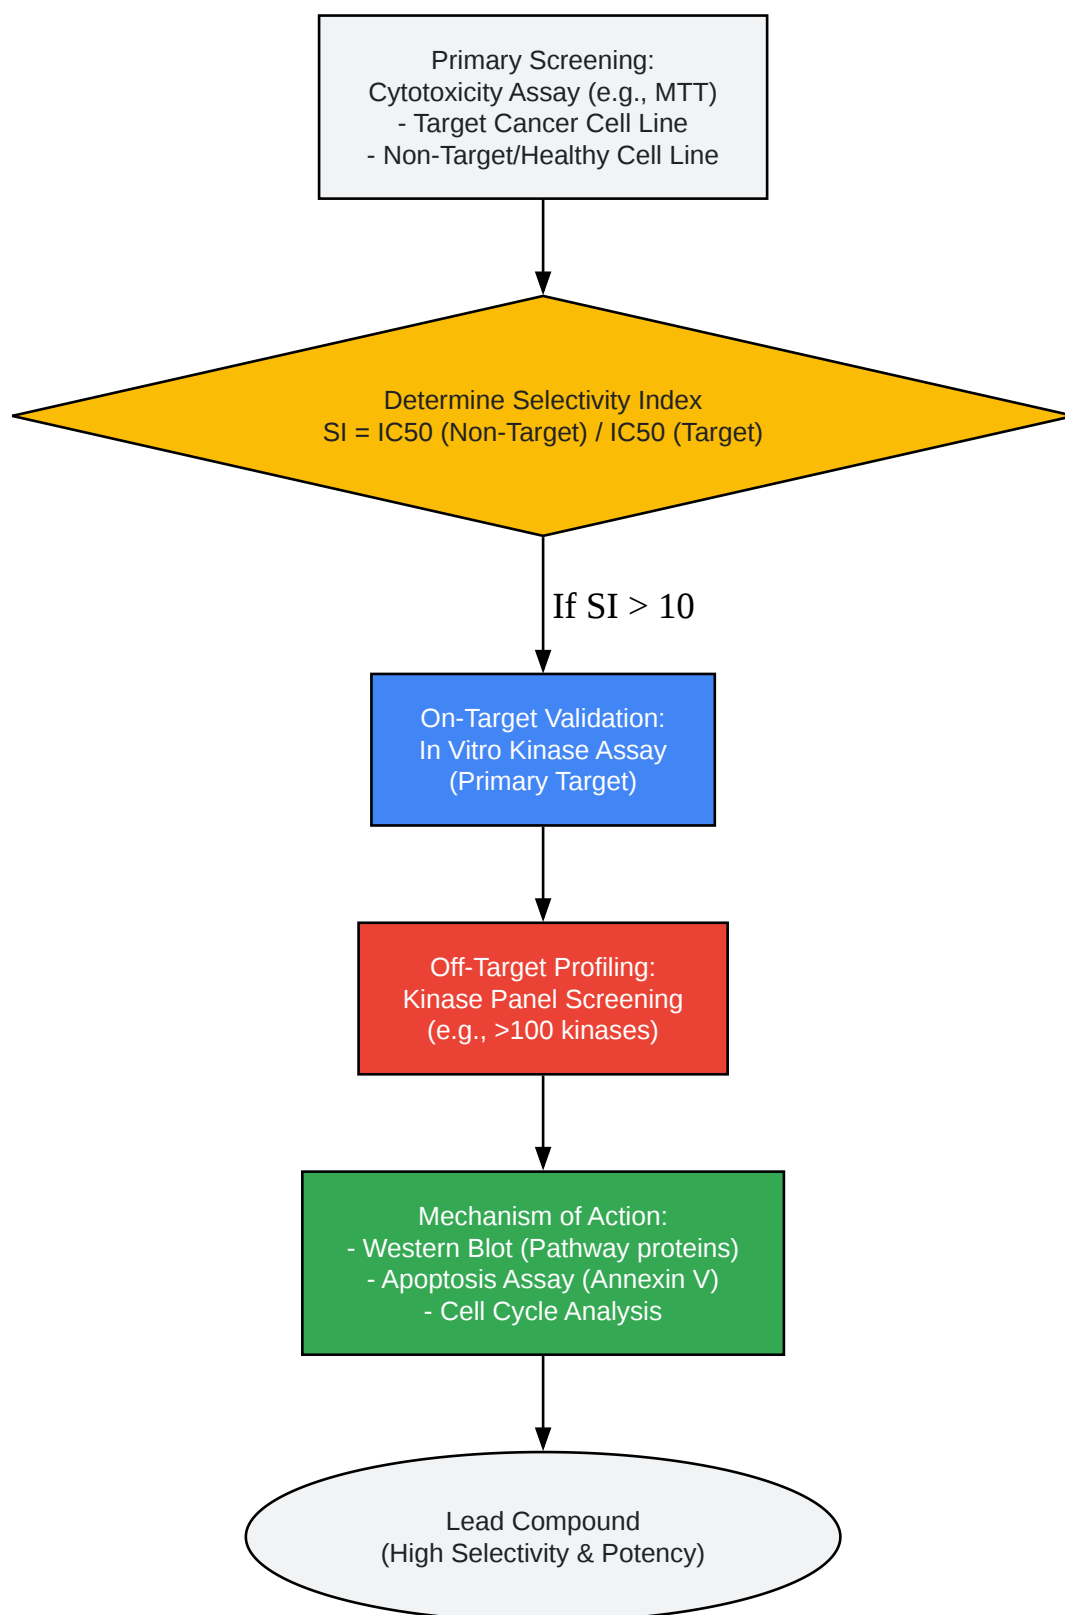 Primary Screening:
Cytotoxicity Assay (e.g., MTT)
- Target Cancer Cell Line
- Non-Target/Healthy Cell Line
Determine Selectivity Index
SI = IC50 (Non-Target) / IC50 (Target)
If SI > 10
On-Target Validation:
In Vitro Kinase Assay
(Primary Target)
Off-Target Profiling:
Kinase Panel Screening
(e.g., >100 kinases)
Mechanism of Action:
- Western Blot (Pathway proteins)
- Apoptosis Assay (Annexin V)
- Cell Cycle Analysis
Lead Compound
(High Selectivity & Potency)